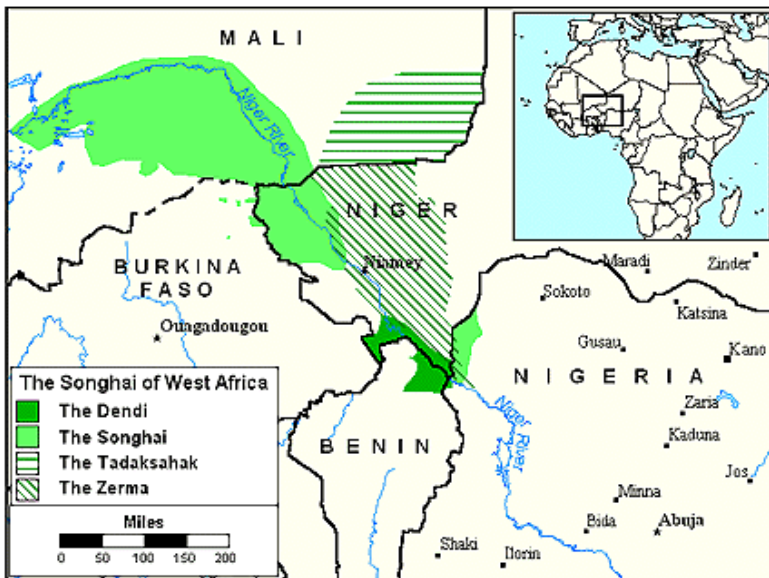 MALI
Niger River
NIGER
Niamey
BURKINA
FASO
Ouagadougou
Maradi
Zinder
Sokoto
Katsina
Gusau
Kano
NIGERIA
Zaria
Kaduna
Jos
Niger
River
BENIN
Minna
Bida
Abuja
Shaki
Ilorin
The Songhai of West Africa
The Dendi
The Songhai
The Tadaksahak
The Zerma
Miles
0 50 100 150 200